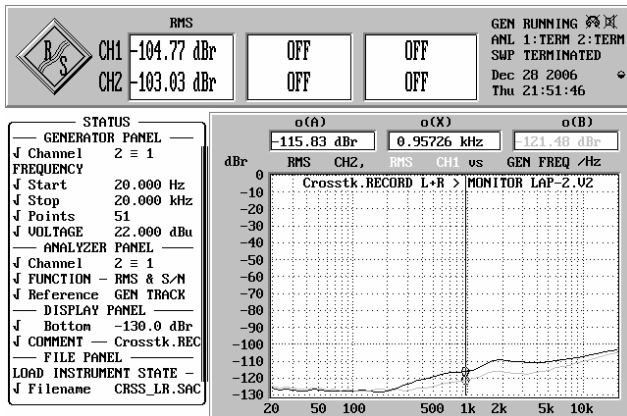 R/S
RMS
CH1 -104.77 dBr OFF OFF
CH2 -103.03 dBr OFF OFF
GEN RUNNING
ANL 1:TERM 2:TERM
SWP TERMINATED
Dec 28 2006
Thu 21:51:46
STATUS
GENERATOR PANEL
√ Channel 2 ≡ 1
FREQUENCY
√ Start 20.000 Hz
√ Stop 20.000 kHz
√ Points 51
√ VOLTAGE 22.000 dBu
ANALYZER PANEL
√ Channel 2 ≡ 1
√ FUNCTION – RMS & S/N
√ Reference GEN TRACK
DISPLAY PANEL
√ Bottom -130.0 dBr
√ COMMENT – Crosstk.REC
FILE PANEL
LOAD INSTRUMENT STATE –
√ Filename CRSS_LR.SAC
o(A) o(X) o(B)
-115.83 dBr 0.95726 kHz -121.48 dBr
dBr RMS CH2, RMS CH1 vs GEN FREQ /Hz
Crosstk.RECORD L+R > MONITOR LAP-2.V2
0
-10
-20
-30
-40
-50
-60
-70
-80
-90
-100
-110
-120
-130
20 50 100 500 1k 2k 5k 10k